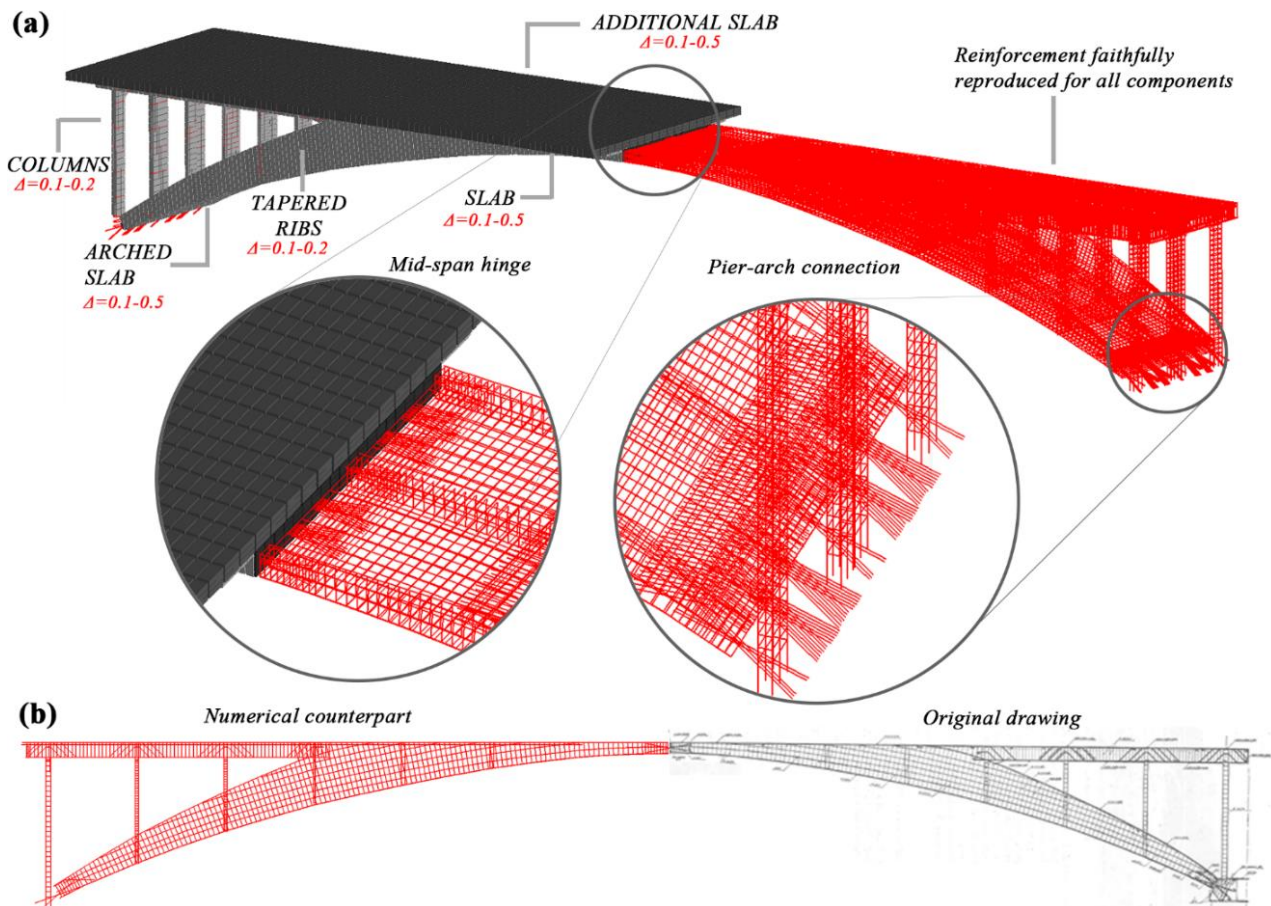 (a)
ADDITIONAL SLAB
Δ=0.1-0.5
Reinforcement faithfully
reproduced for all components
COLUMNS
Δ=0.1-0.2
ARCHED
SLAB
Δ=0.1-0.5
TAPERED
RIBS
Δ=0.1-0.2
SLAB
Δ=0.1-0.5
Mid-span hinge
Pier-arch connection
(b)
Numerical counterpart
Original drawing